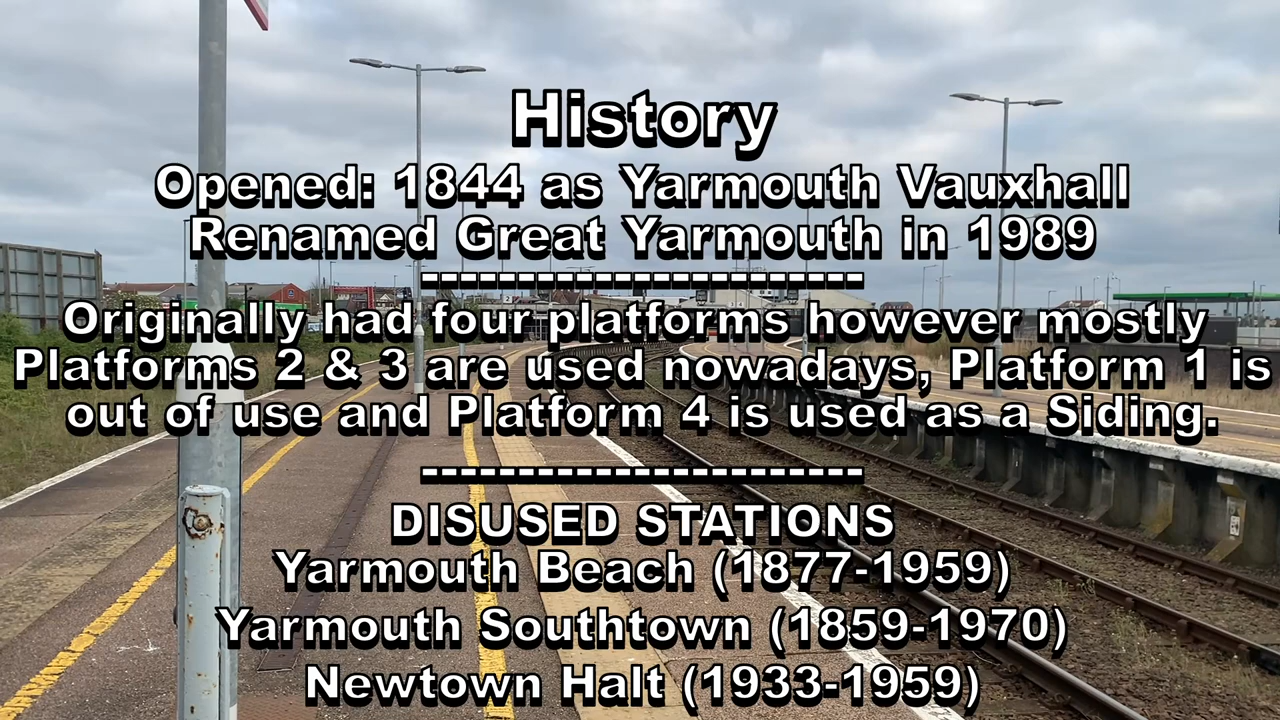 History
Opened: 1844 as Yarmouth Vauxhall
Renamed Great Yarmouth in 1989
-----------------------
Originally had four platforms however mostly
Platforms 2 & 3 are used nowadays, Platform 1 is
out of use and Platform 4 is used as a Siding.
-----------------------
DISUSED STATIONS
Yarmouth Beach (1877-1959)
Yarmouth Southtown (1859-1970)
Newtown Halt (1933-1959)